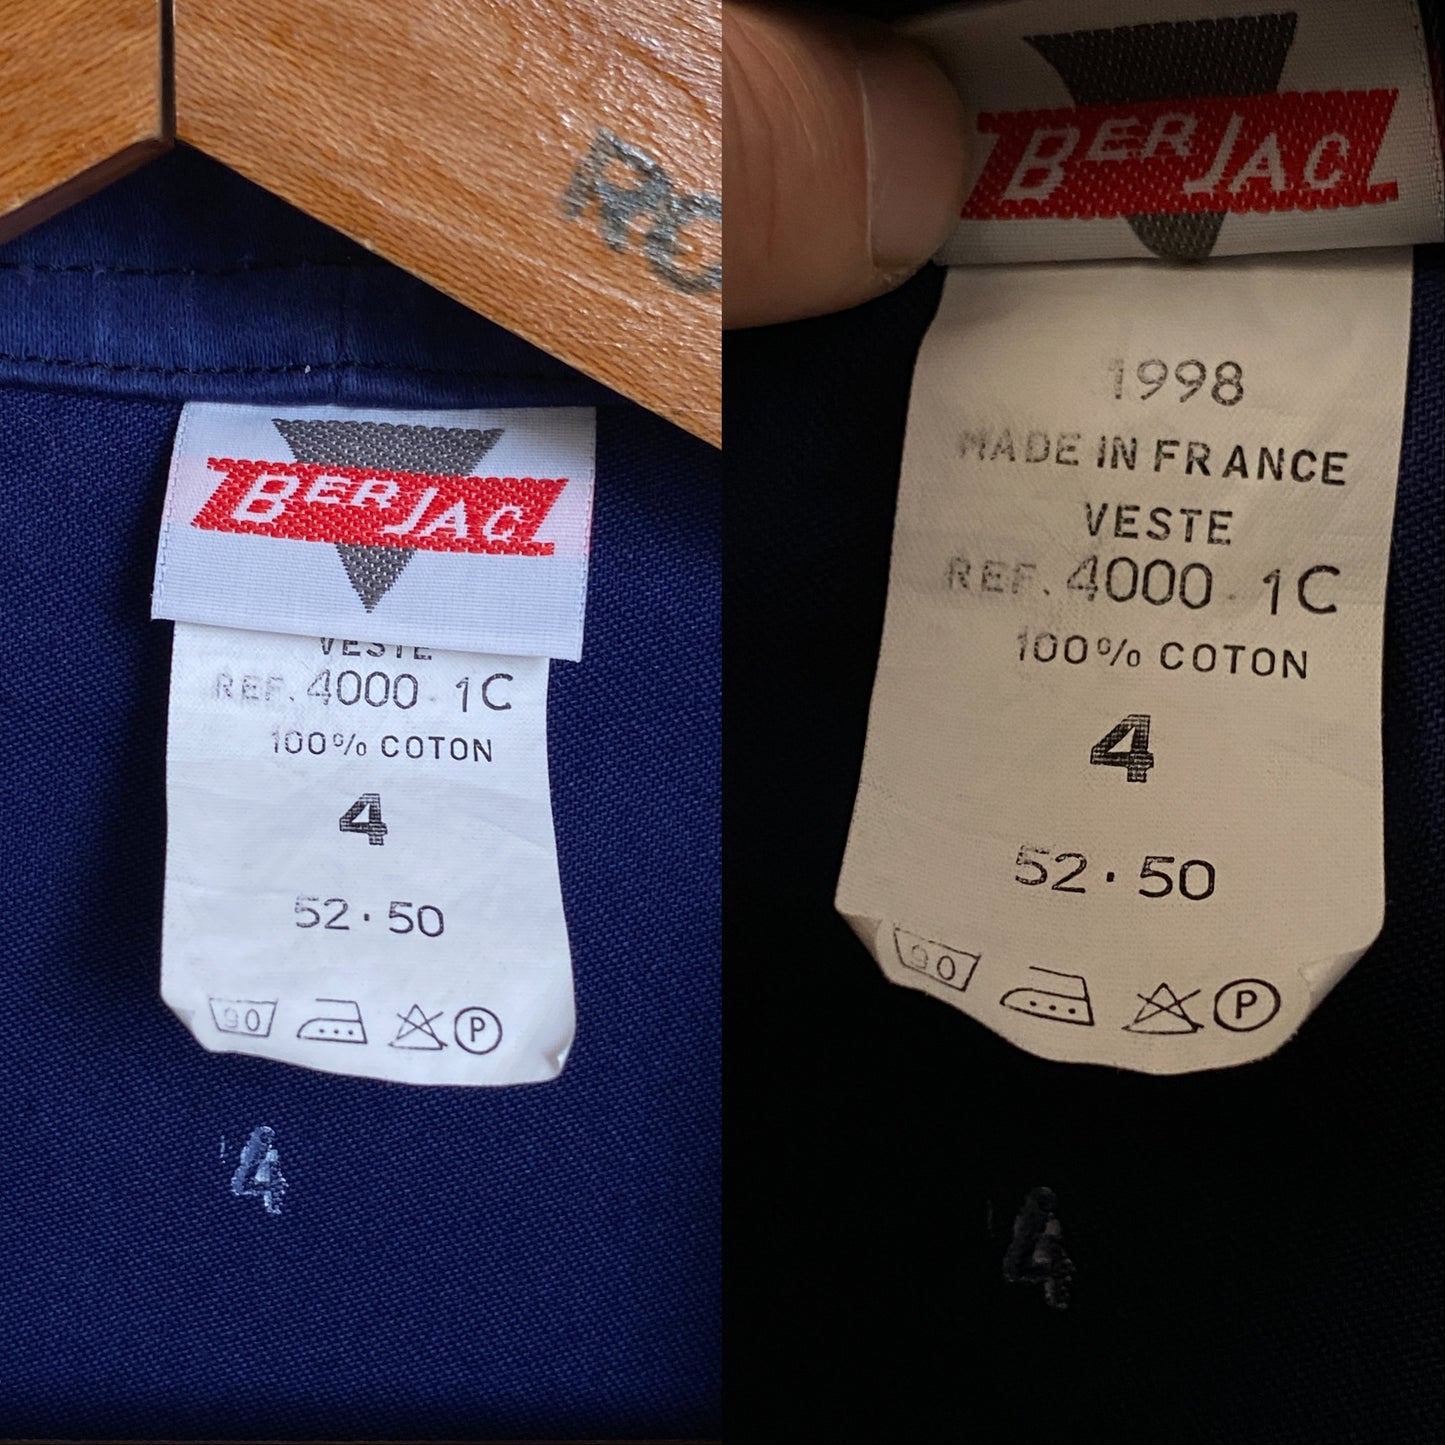 BERJAC
VESTE
REF. 4000 - 1C
100% COTON
4
52 • 50
90
P
4
BERJAC
1998
MADE IN FRANCE
VESTE
REF. 4000 - 1C
100% COTON
4
52 • 50
90
P
4